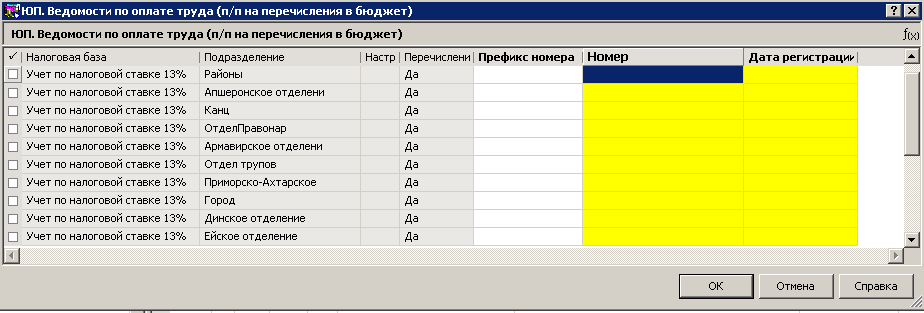 ЮП. Ведомости по оплате труда (п/п на перечисления в бюджет)
ЮП. Ведомости по оплате труда (п/п на перечисления в бюджет) f(x)
Налоговая база Подразделение Настр Перечислени Префикс номера Номер Дата регистрации
Учет по налоговой ставке 13% Районы Да
Учет по налоговой ставке 13% Апшеронское отделени Да
Учет по налоговой ставке 13% Канц Да
Учет по налоговой ставке 13% ОтделПравонар Да
Учет по налоговой ставке 13% Армавирское отделени Да
Учет по налоговой ставке 13% Отдел трупов Да
Учет по налоговой ставке 13% Приморско-Ахтарское Да
Учет по налоговой ставке 13% Город Да
Учет по налоговой ставке 13% Динское отделение Да
Учет по налоговой ставке 13% Ейское отделение Да
ОК Отмена Справка